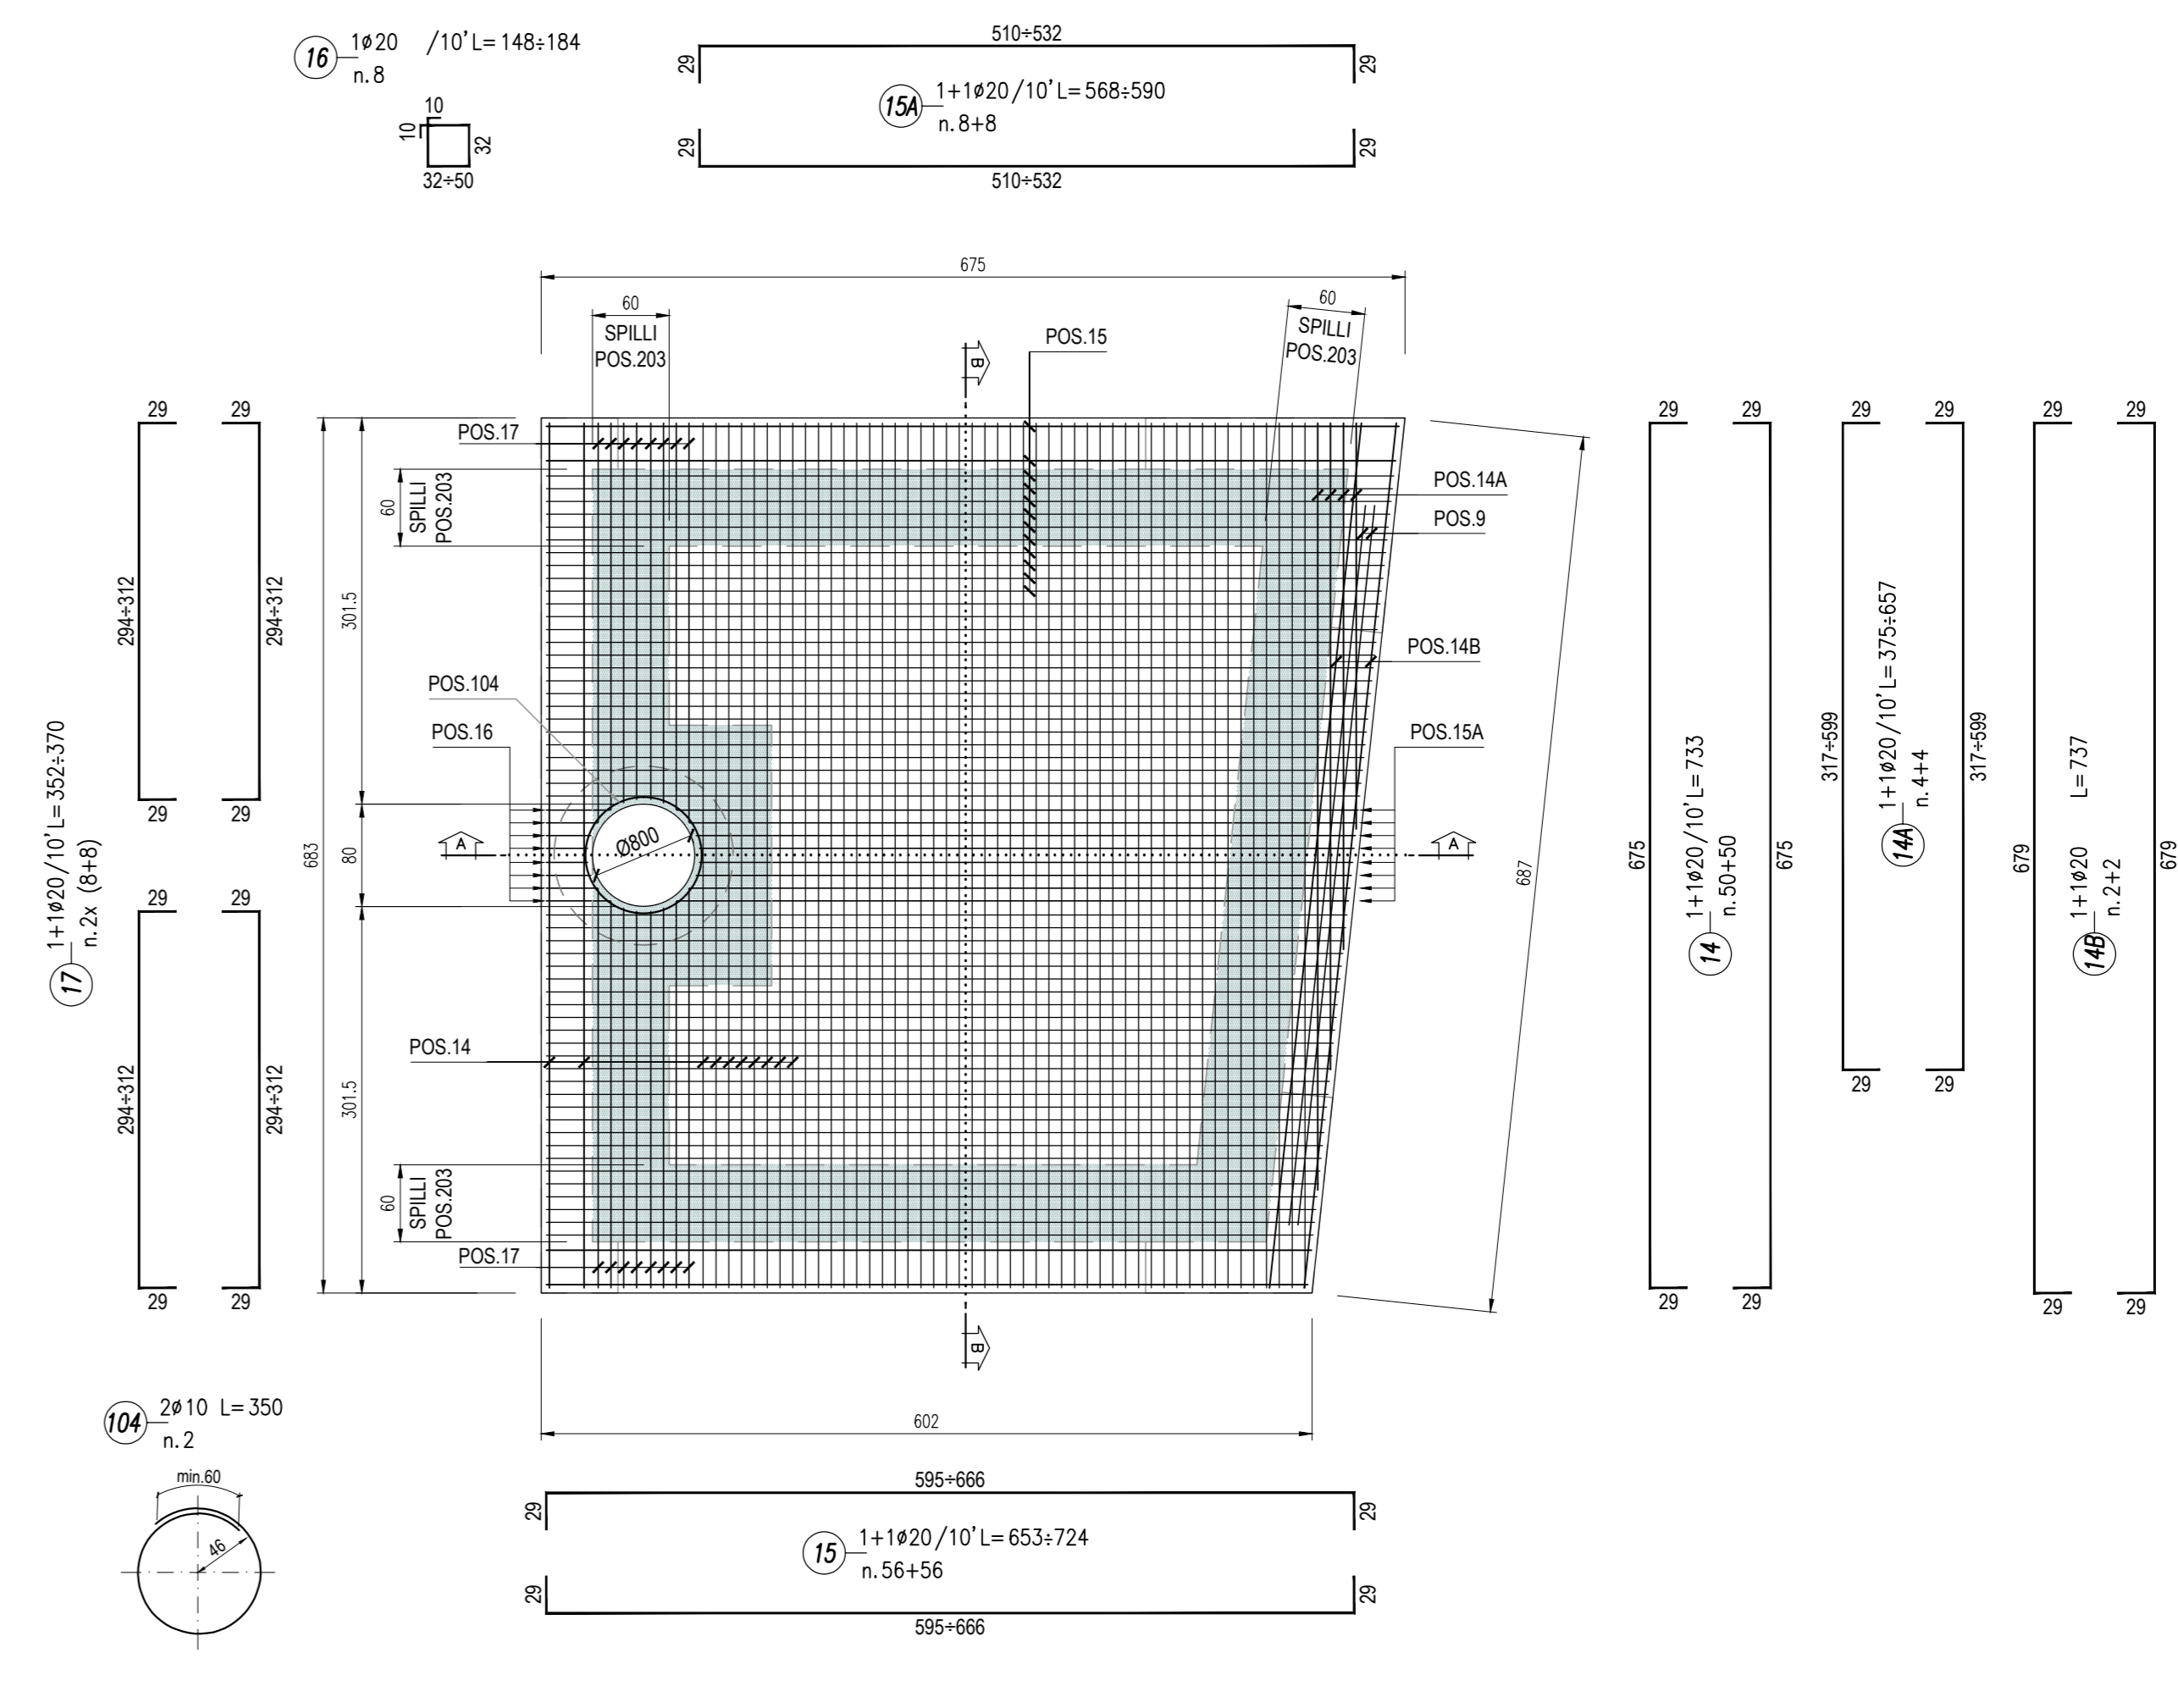 16
1ø20 /10'L=148÷184
n.8
10
10
32
32÷50
510÷532
29
29
15A
1+1ø20/10'L=568÷590
n.8+8
29
29
510÷532
675
60
SPILLI
POS.203
60
SPILLI
POS.203
POS.15
B
POS.17
60
SPILLI
POS.203
POS.14A
POS.9
POS.14B
POS.15A
POS.104
POS.16
A
A
Ø800
POS.14
60
SPILLI
POS.203
POS.17
B
301.5
80
301.5
683
687
602
29
29
294÷312
294÷312
29
29
17
1+1ø20/10'L=352÷370
n.2x (8+8)
29
29
294÷312
294÷312
29
29
29
29
675
14
1+1ø20/10'L=733
n.50+50
675
29
29
29
29
317÷599
14A
1+1ø20/10'L=375÷657
n.4+4
317÷599
29
29
29
29
679
14B
1+1ø20 L=737
n.2+2
679
29
29
104
2ø10 L=350
n.2
min.60
46
595÷666
29
29
15
1+1ø20/10'L=653÷724
n.56+56
29
29
595÷666